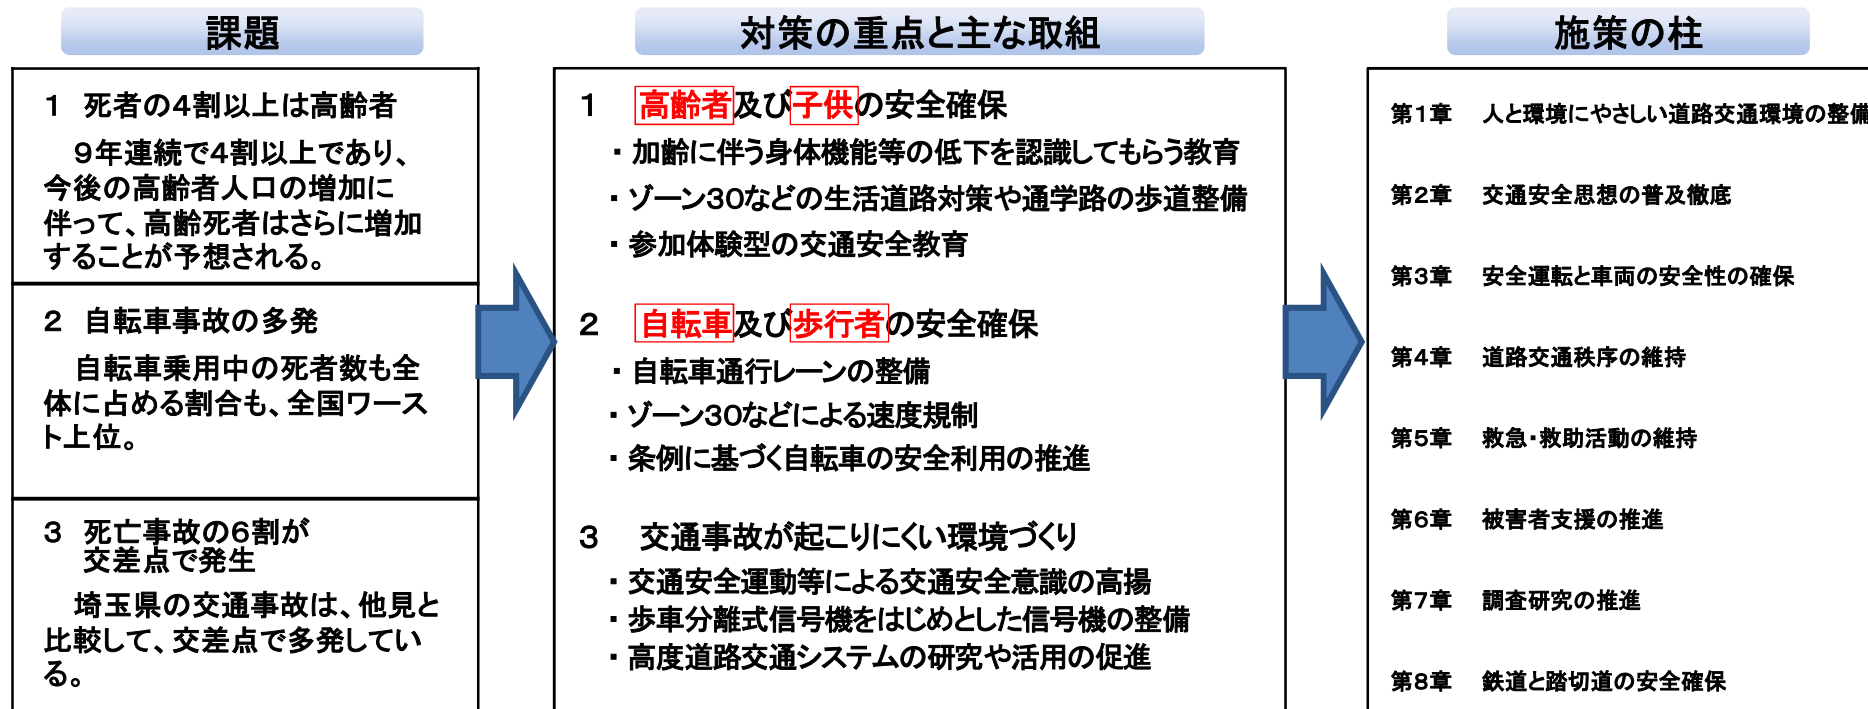 課題
1 死者の4割以上は高齢者
9年連続で4割以上であり、
今後の高齢者人口の増加に
伴って、高齢死者はさらに増加
することが予想される。
2 自転車事故の多発
自転車乗用中の死者数も全
体に占める割合も、全国ワース
ト上位。
3 死亡事故の6割が
交差点で発生
埼玉県の交通事故は、他見と
比較して、交差点で多発してい
る。
対策の重点と主な取組
1 高齢者及び子供の安全確保
・加齢に伴う身体機能等の低下を認識してもらう教育
・ゾーン30などの生活道路対策や通学路の歩道整備
・参加体験型の交通安全教育
2 自転車及び歩行者の安全確保
・自転車通行レーンの整備
・ゾーン30などによる速度規制
・条例に基づく自転車の安全利用の推進
3 交通事故が起こりにくい環境づくり
・交通安全運動等による交通安全意識の高揚
・歩車分離式信号機をはじめとした信号機の整備
・高度道路交通システムの研究や活用の促進
施策の柱
第1章 人と環境にやさしい道路交通環境の整備
第2章 交通安全思想の普及徹底
第3章 安全運転と車両の安全性の確保
第4章 道路交通秩序の維持
第5章 救急・救助活動の維持
第6章 被害者支援の推進
第7章 調査研究の推進
第8章 鉄道と踏切道の安全確保